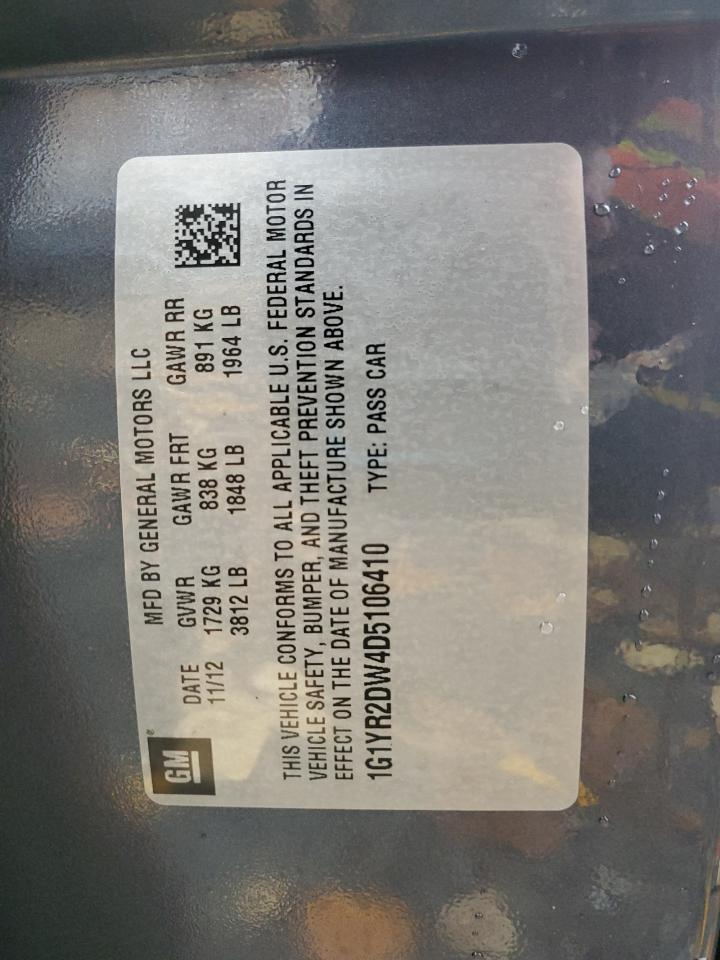 GM®
MFD BY GENERAL MOTORS LLC
DATE GVWR GAWR FRT GAWR RR
11/12 1729 KG 838 KG 891 KG
3812 LB 1848 LB 1964 LB
THIS VEHICLE CONFORMS TO ALL APPLICABLE U.S. FEDERAL MOTOR
VEHICLE SAFETY, BUMPER, AND THEFT PREVENTION STANDARDS IN
EFFECT ON THE DATE OF MANUFACTURE SHOWN ABOVE.
1G1YR2DW4D5106410 TYPE: PASS CAR